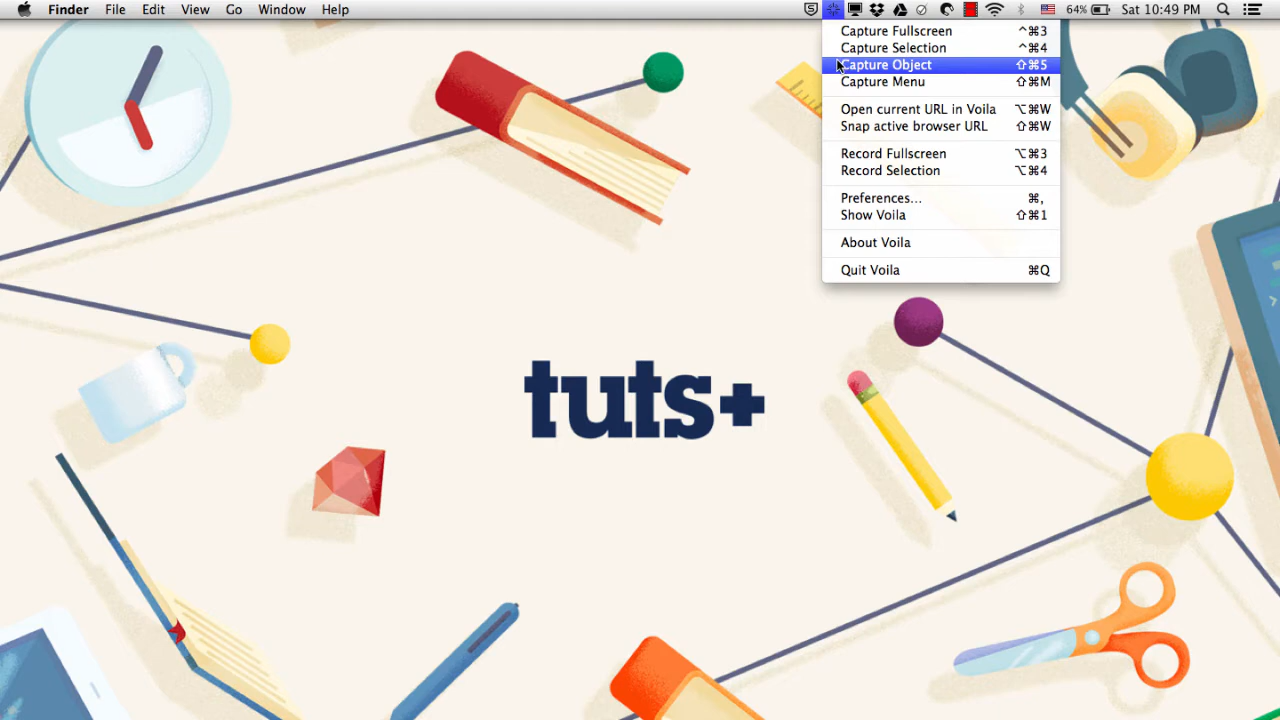 Finder File Edit View Go Window Help 64% Sat 10:49 PM
Capture Fullscreen ^⌘3
Capture Selection ^⌘4
Capture Object ⇧⌘5
Capture Menu ⇧⌘M
Open current URL in Voila ⌥⌘W
Snap active browser URL ⇧⌘W
Record Fullscreen ⌥⌘3
Record Selection ⌥⌘4
Preferences... ⌘,
Show Voila ⇧⌘1
About Voila
Quit Voila ⌘Q
tuts+